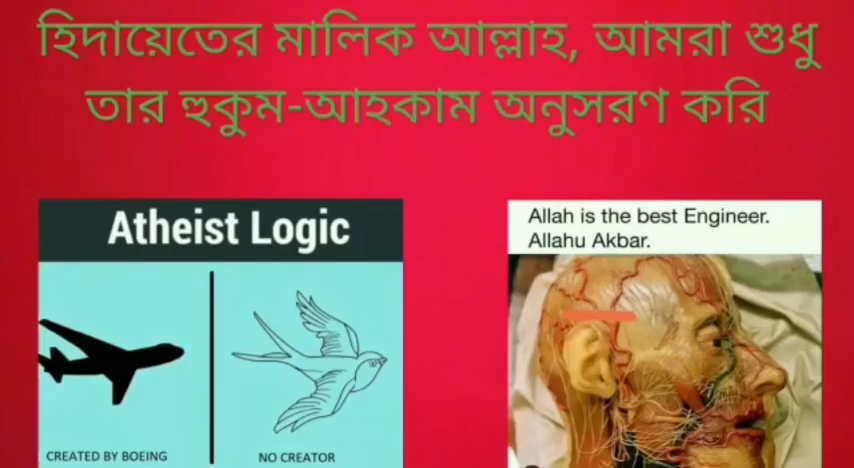 হিদায়েতের মালিক আল্লাহ, আমরা শুধু
তার হুকুম-আহকাম অনুসরণ করি
Atheist Logic
CREATED BY BOEING
NO CREATOR
Allah is the best Engineer.
Allahu Akbar.